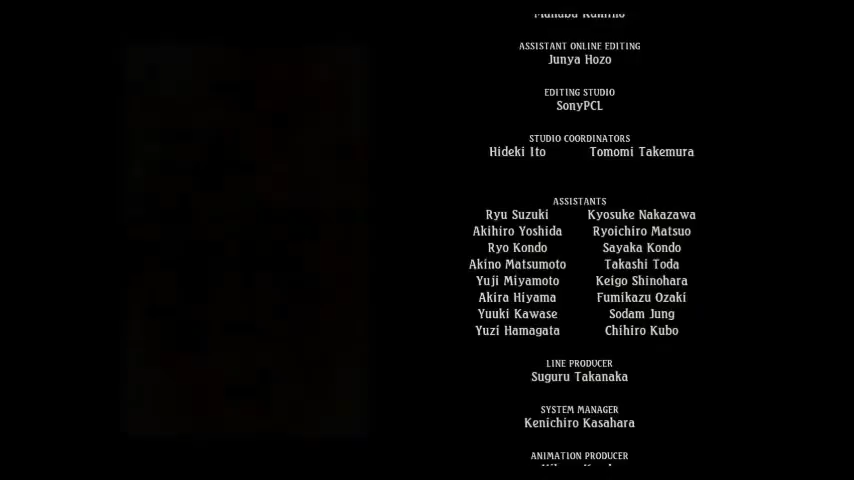 ASSISTANT ONLINE EDITING
Junya Hozo
EDITING STUDIO
SonyPCL
STUDIO COORDINATORS
Hideki Ito Tomomi Takemura
ASSISTANTS
Ryu Suzuki Kyosuke Nakazawa
Akihiro Yoshida Ryoichiro Matsuo
Ryo Kondo Sayaka Kondo
Akino Matsumoto Takashi Toda
Yuji Miyamoto Keigo Shinohara
Akira Hiyama Fumikazu Ozaki
Yuuki Kawase Sodam Jung
Yuzi Hamagata Chihiro Kubo
LINE PRODUCER
Suguru Takanaka
SYSTEM MANAGER
Kenichiro Kasahara
ANIMATION PRODUCER